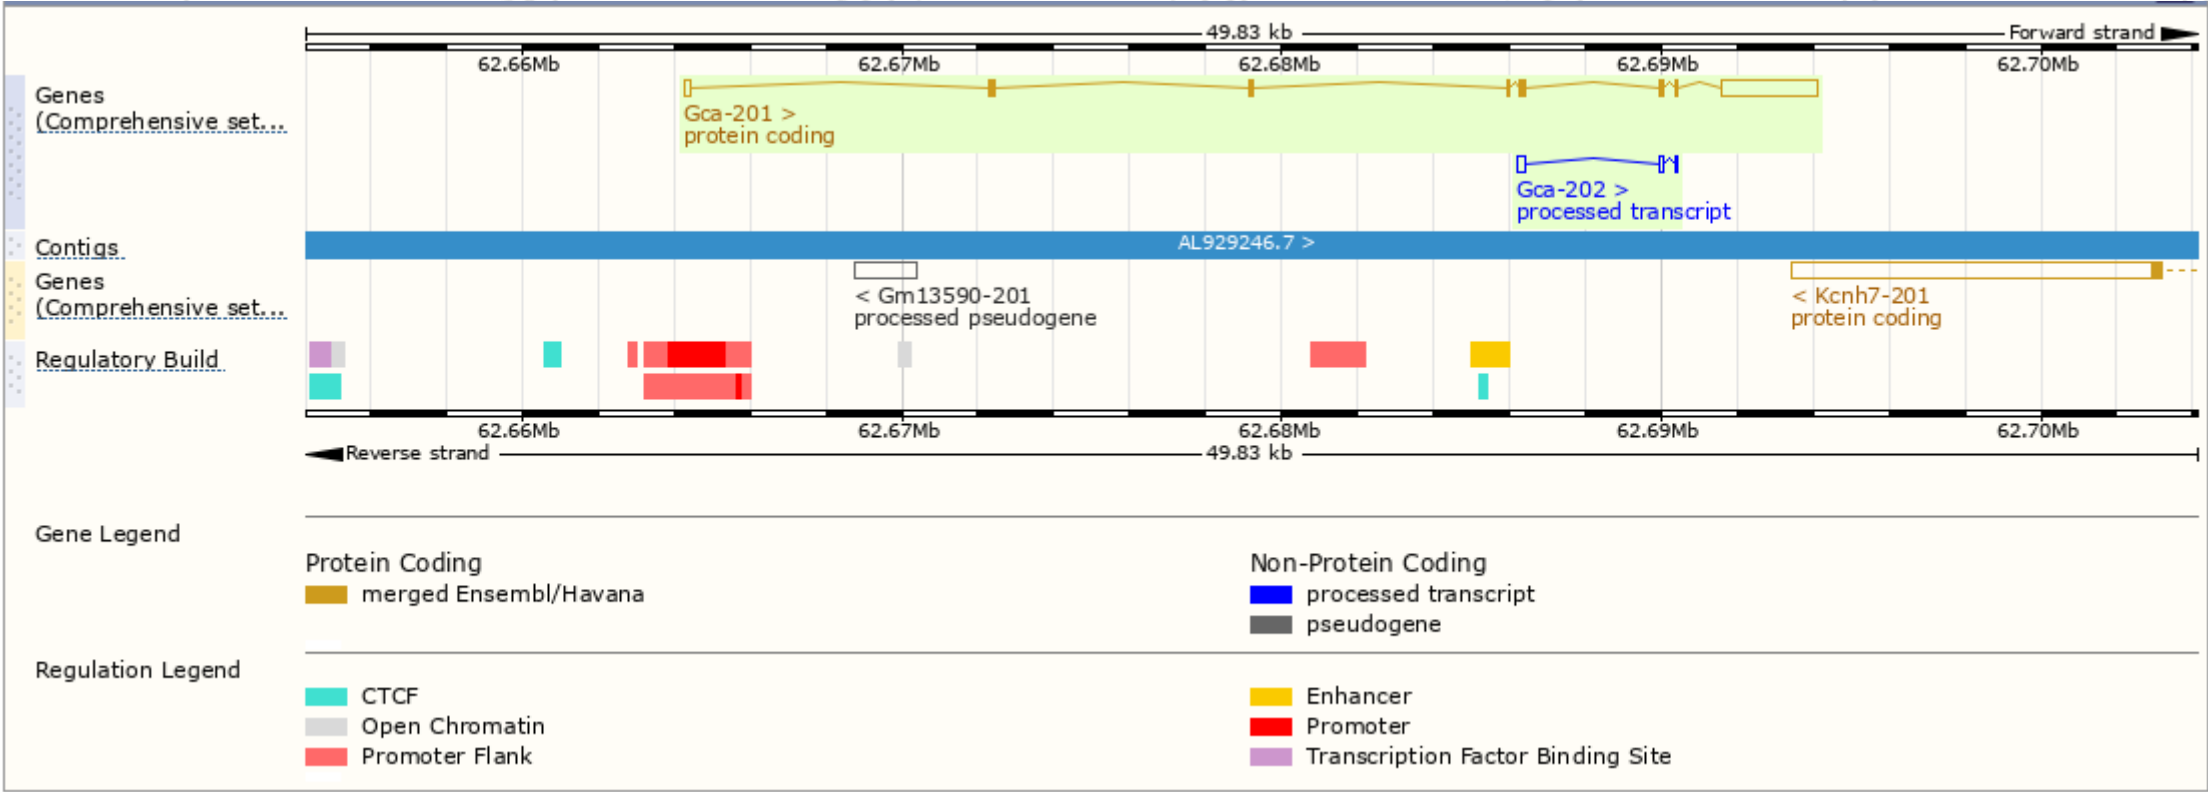 49.83 kb
Forward strand
62.66Mb 62.67Mb 62.68Mb 62.69Mb 62.70Mb
Genes
(Comprehensive set...
Gca-201 >
protein coding
Gca-202 >
processed transcript
Contigs
AL929246.7 >
Genes
(Comprehensive set...
< Gm13590-201
processed pseudogene
< Kcnh7-201
protein coding
Regulatory Build
62.66Mb 62.67Mb 62.68Mb 62.69Mb 62.70Mb
Reverse strand
49.83 kb
Gene Legend
Protein Coding
merged Ensembl/Havana
Non-Protein Coding
processed transcript
pseudogene
Regulation Legend
CTCF
Open Chromatin
Promoter Flank
Enhancer
Promoter
Transcription Factor Binding Site